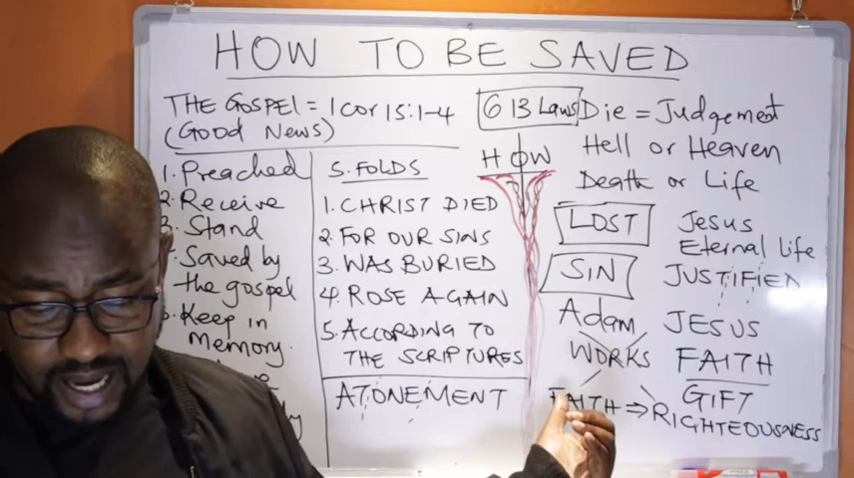 HOW TO BE SAVED
THE GOSPEL = 1 Cor 15:1-4
(GOOD NEWS)
1. Preached
2. Receive
3. Stand
Saved by
the gospel
Keep in
memory.
5. FOLDS
1. CHRIST DIED
2. FOR OUR SINS
3. WAS BURIED
4. ROSE AGAIN
5. ACCORDING TO
THE SCRIPTURES
ATONEMENT
613 Laws
HOW
Die = Judgement
Hell or Heaven
Death or Life
LOST
Jesus
Eternal life
SIN
JUSTIFIED
Adam
JESUS
WORKS
FAITH
GIFT
FAITH ⇒ RIGHTEOUSNESS